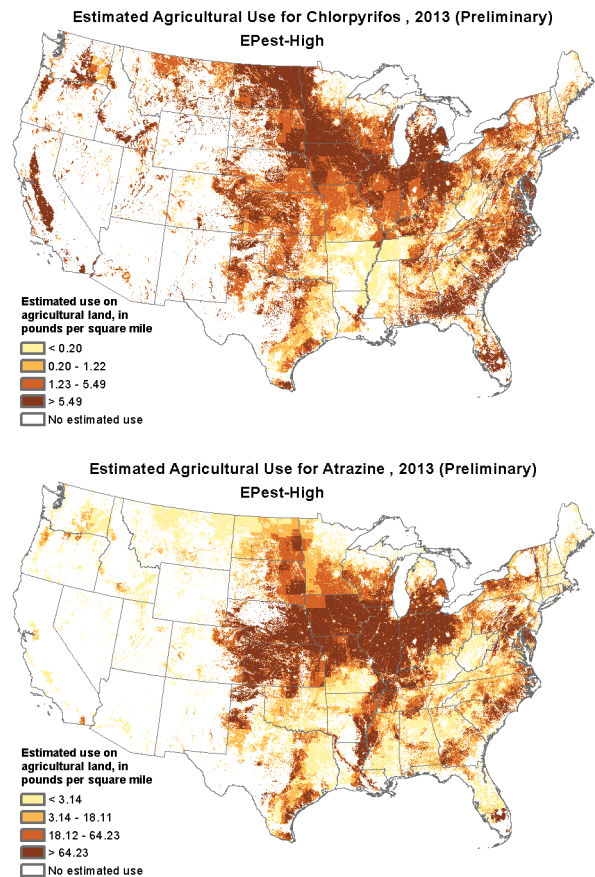 Estimated Agricultural Use for Chlorpyrifos , 2013 (Preliminary)
EPest-High
Estimated use on
agricultural land, in
pounds per square mile
< 0.20
0.20 - 1.22
1.23 - 5.49
> 5.49
No estimated use
Estimated Agricultural Use for Atrazine , 2013 (Preliminary)
EPest-High
Estimated use on
agricultural land, in
pounds per square mile
< 3.14
3.14 - 18.11
18.12 - 64.23
> 64.23
No estimated use